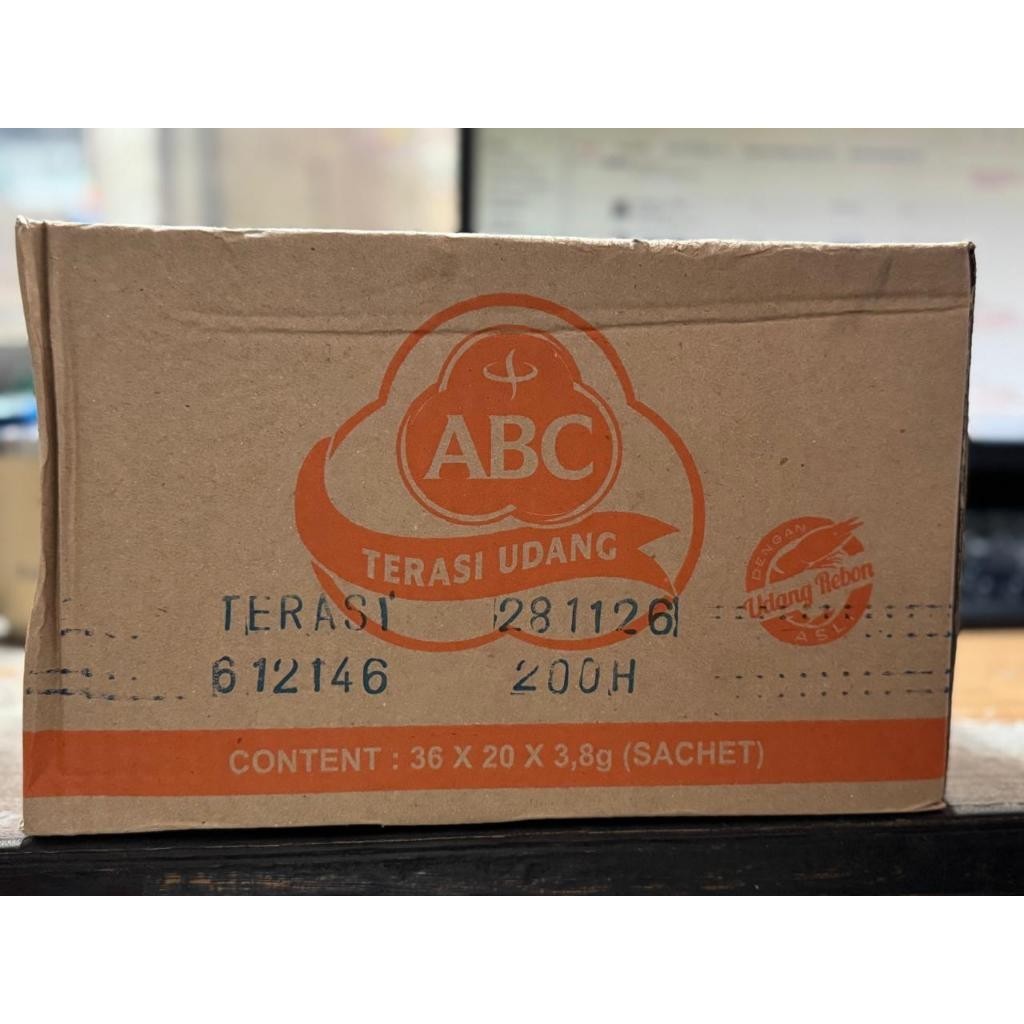 ABC
TERASI UDANG
DENGAN
Udang Rebon
ASLI
TERASI 281126
612146 200H
CONTENT : 36 X 20 X 3,8g (SACHET)